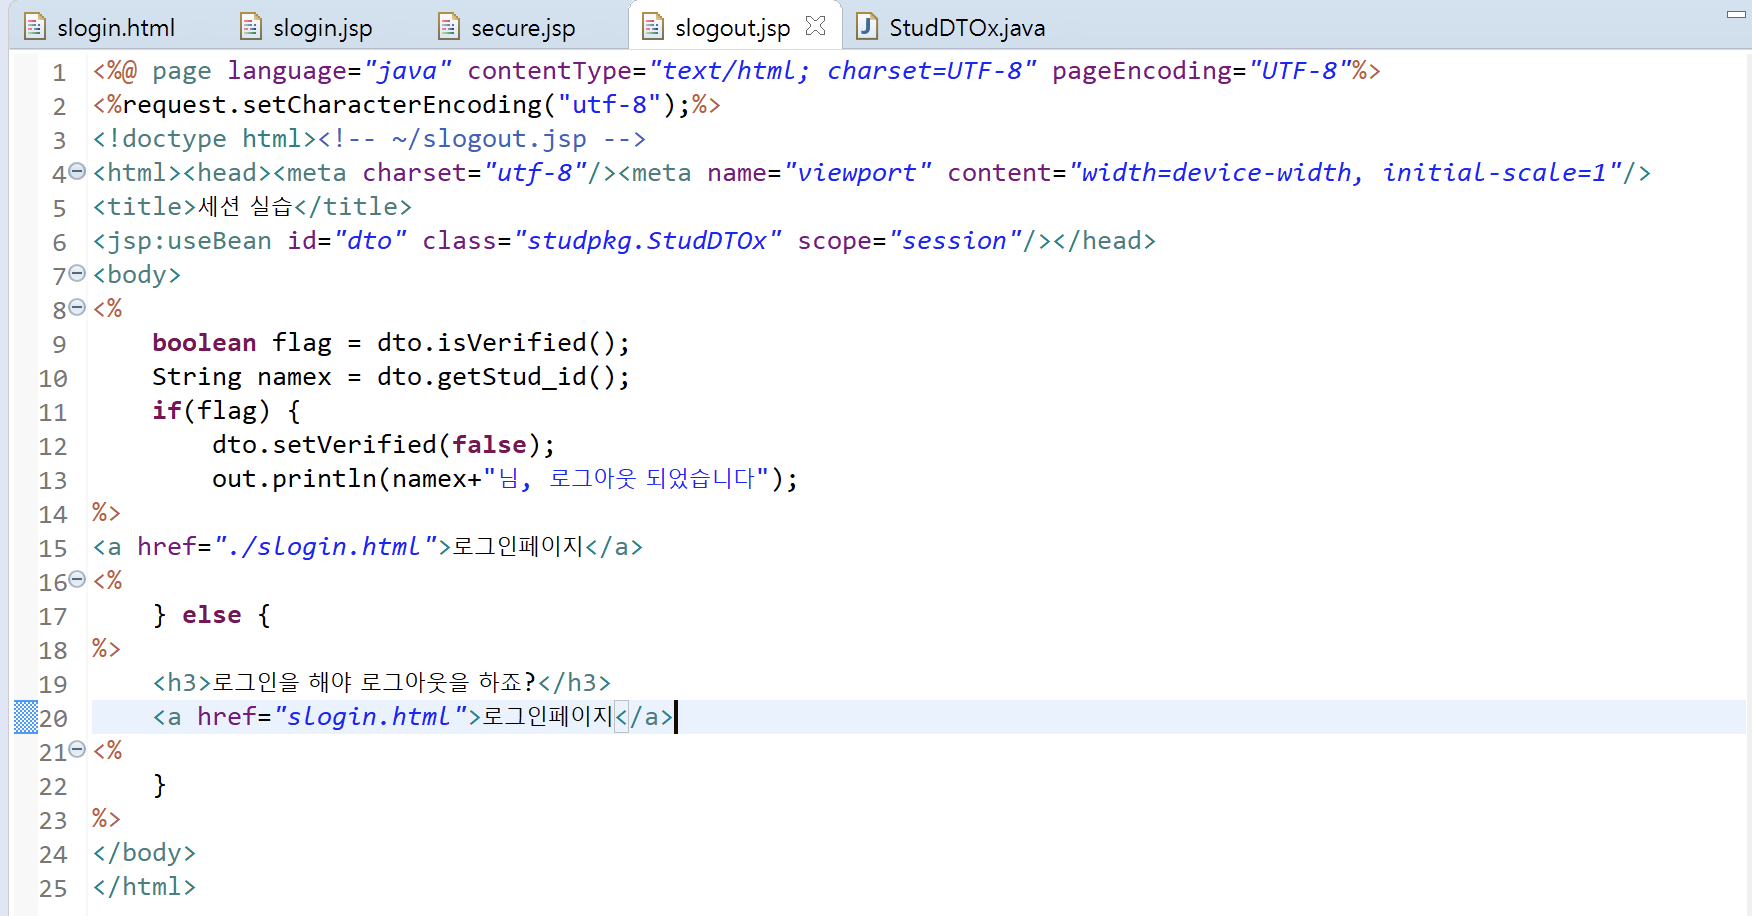 slogin.html slogin.jsp secure.jsp slogout.jsp StudDTOx.java
1 <%@ page language="java" contentType="text/html; charset=UTF-8" pageEncoding="UTF-8"%>
2 <%request.setCharacterEncoding("utf-8");%>
3 <!doctype html><!-- ~/slogout.jsp -->
4 <html><head><meta charset="utf-8"/><meta name="viewport" content="width=device-width, initial-scale=1"/>
5 <title>세션 실습</title>
6 <jsp:useBean id="dto" class="studpkg.StudDTOx" scope="session"/></head>
7 <body>
8 <%
9     boolean flag = dto.isVerified();
10     String namex = dto.getStud_id();
11     if(flag) {
12         dto.setVerified(false);
13         out.println(namex+"님, 로그아웃 되었습니다");
14 %>
15 <a href="./slogin.html">로그인페이지</a>
16 <%
17     } else {
18 %>
19     <h3>로그인을 해야 로그아웃을 하죠?</h3>
20     <a href="slogin.html">로그인페이지</a>
21 <%
22     }
23 %>
24 </body>
25 </html>